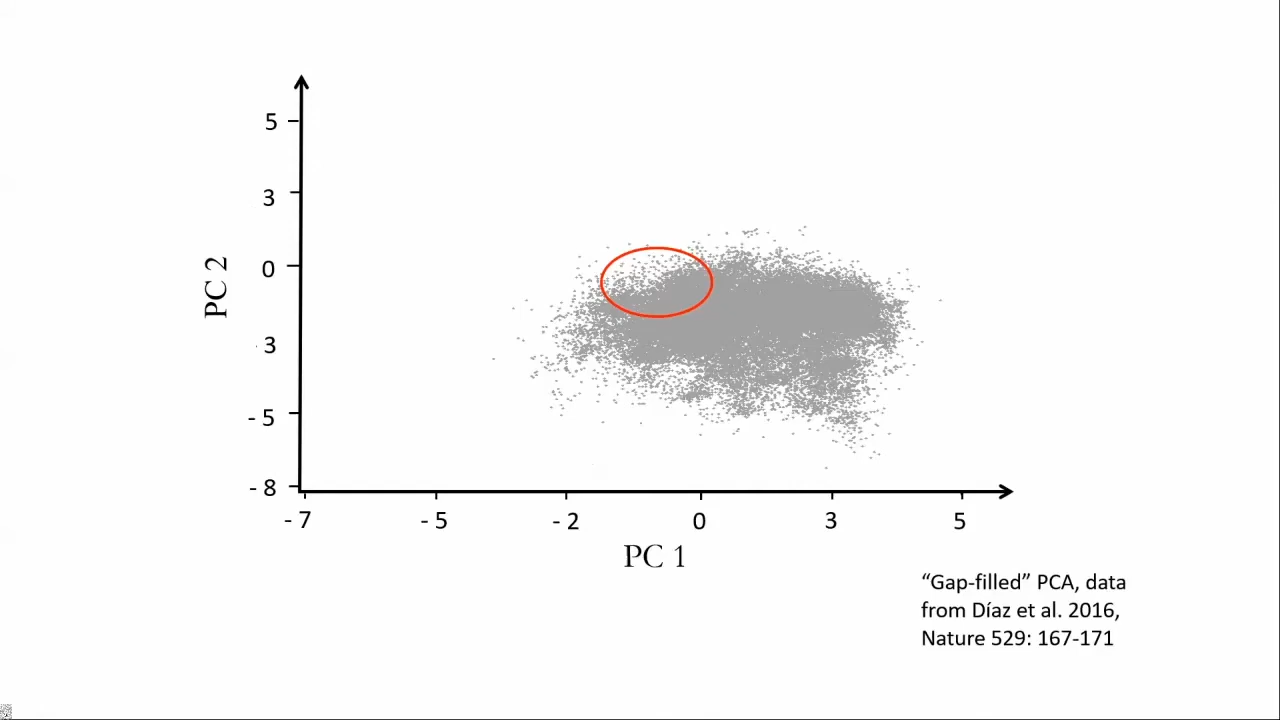 5
3
0
3
- 5
- 8
PC 2
- 7
- 5
- 2
0
3
5
PC 1
“Gap-filled” PCA, data
from Díaz et al. 2016,
Nature 529: 167-171